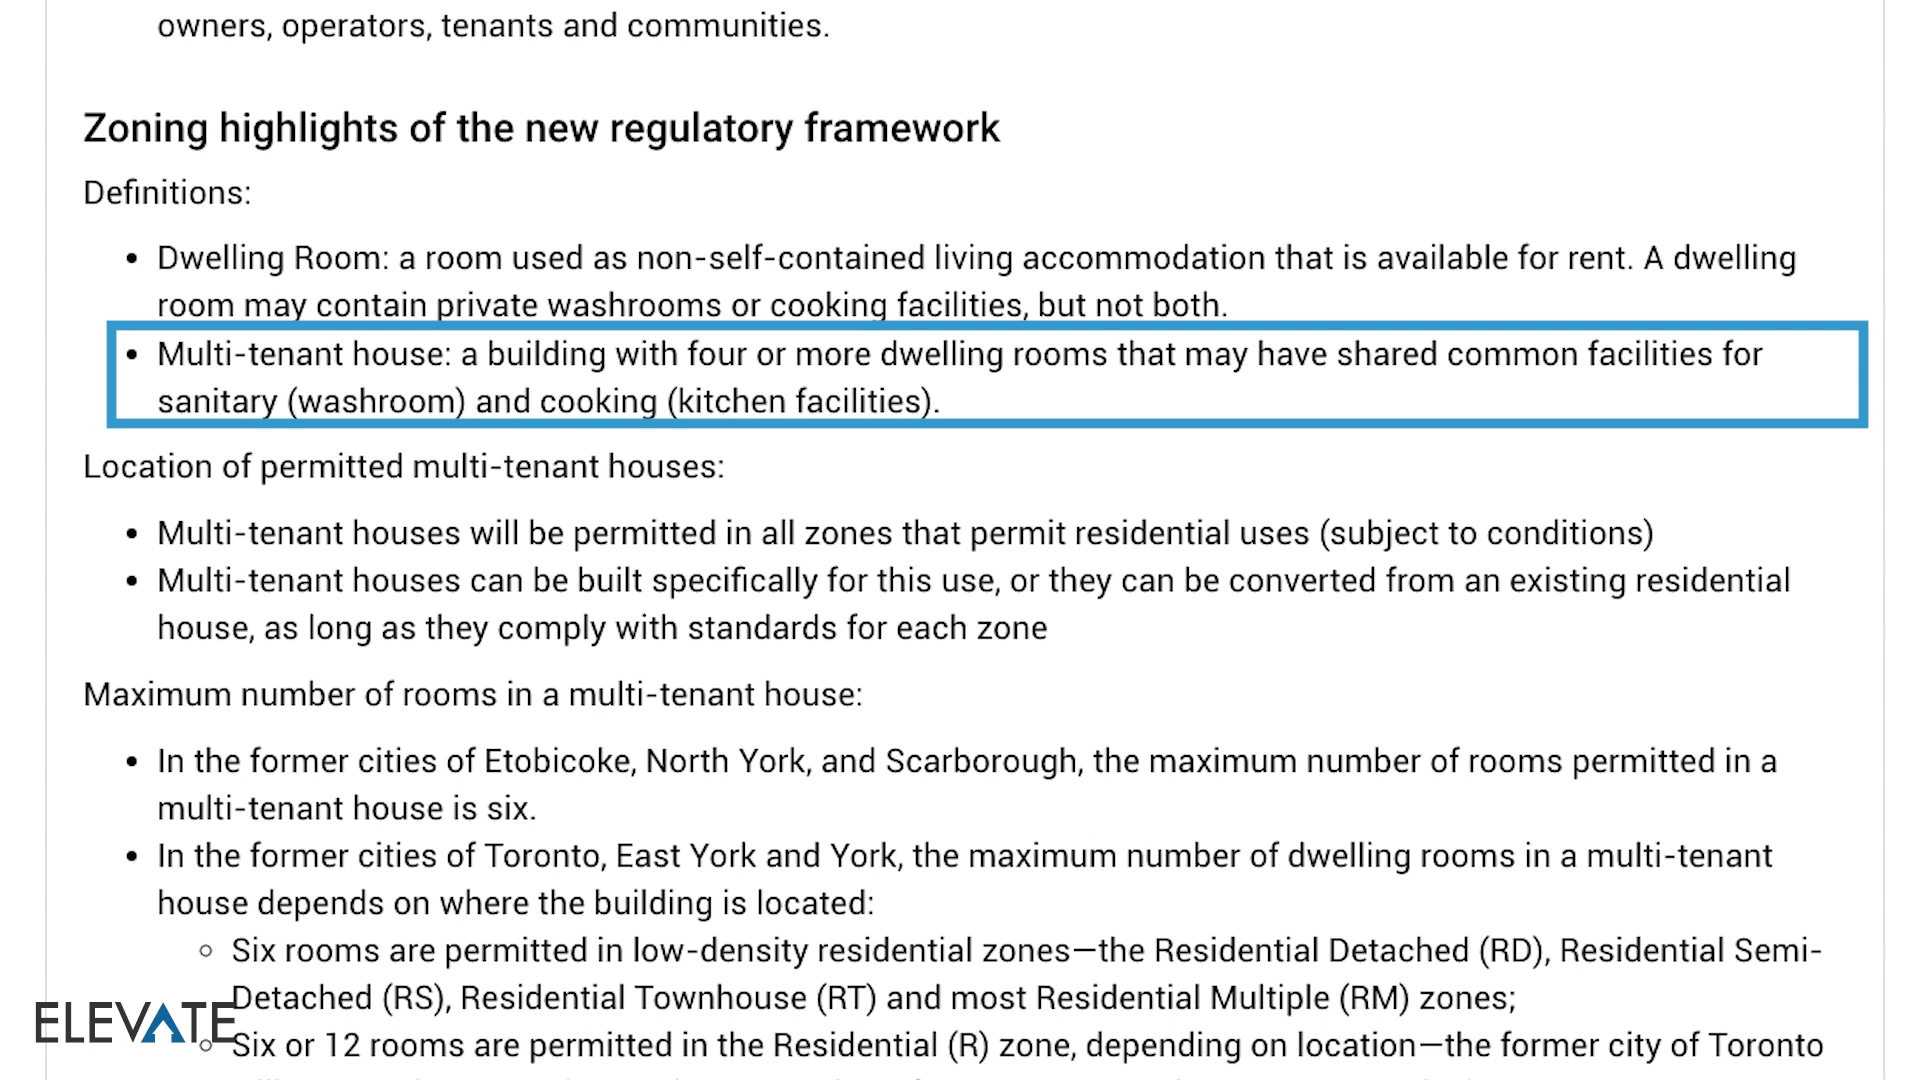 owners, operators, tenants and communities.
Zoning highlights of the new regulatory framework
Definitions:
• Dwelling Room: a room used as non-self-contained living accommodation that is available for rent. A dwelling
room may contain private washrooms or cooking facilities, but not both.
• Multi-tenant house: a building with four or more dwelling rooms that may have shared common facilities for
sanitary (washroom) and cooking (kitchen facilities).
Location of permitted multi-tenant houses:
• Multi-tenant houses will be permitted in all zones that permit residential uses (subject to conditions)
• Multi-tenant houses can be built specifically for this use, or they can be converted from an existing residential
house, as long as they comply with standards for each zone
Maximum number of rooms in a multi-tenant house:
• In the former cities of Etobicoke, North York, and Scarborough, the maximum number of rooms permitted in a
multi-tenant house is six.
• In the former cities of Toronto, East York and York, the maximum number of dwelling rooms in a multi-tenant
house depends on where the building is located:
◦ Six rooms are permitted in low-density residential zones—the Residential Detached (RD), Residential Semi-
Detached (RS), Residential Townhouse (RT) and most Residential Multiple (RM) zones;
◦ Six or 12 rooms are permitted in the Residential (R) zone, depending on location—the former city of Toronto
ELEVATE